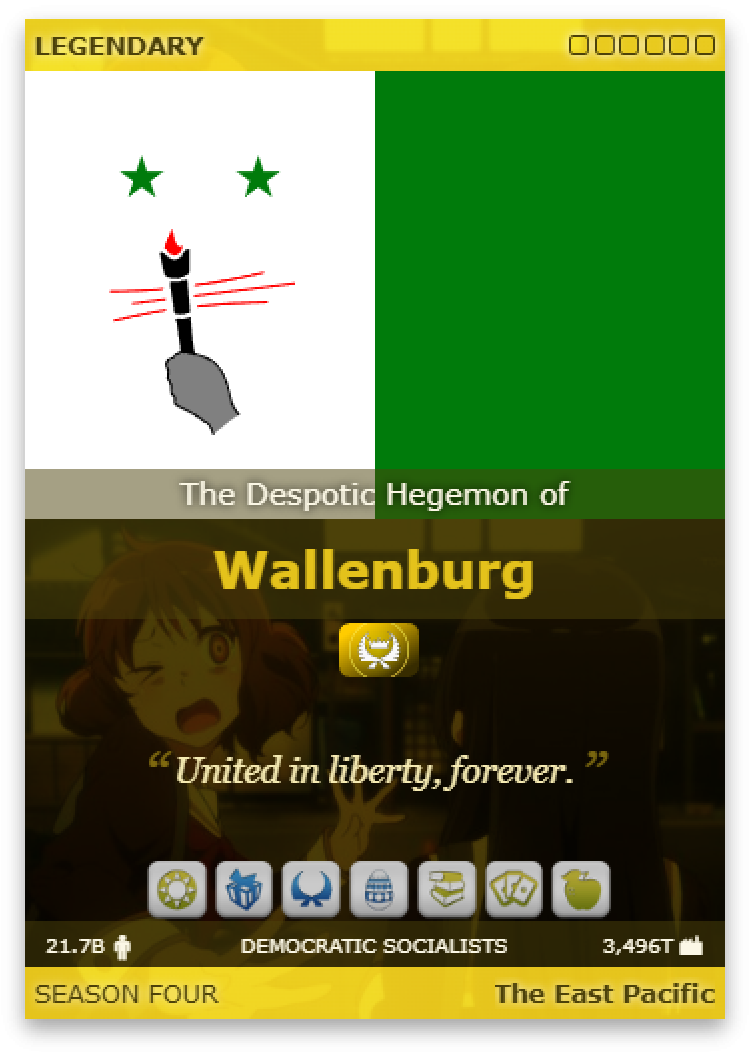 LEGENDARY
The Despotic Hegemon of
Wallenburg
“United in liberty, forever.”
21.7B DEMOCRATIC SOCIALISTS 3,496T
SEASON FOUR The East Pacific